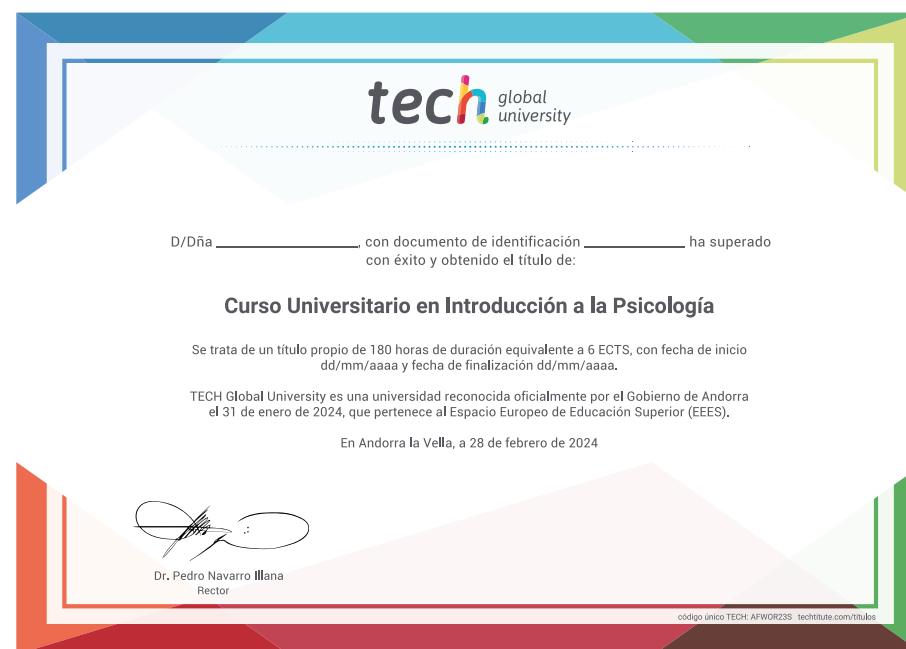 tech global university
D/Dña ______________, con documento de identificación __________ ha superado
con éxito y obtenido el título de:
Curso Universitario en Introducción a la Psicología
Se trata de un título propio de 180 horas de duración equivalente a 6 ECTS, con fecha de inicio
dd/mm/aaaa y fecha de finalización dd/mm/aaaa.
TECH Global University es una universidad reconocida oficialmente por el Gobierno de Andorra
el 31 de enero de 2024, que pertenece al Espacio Europeo de Educación Superior (EEES).
En Andorra la Vella, a 28 de febrero de 2024
Dr. Pedro Navarro Illana
Rector
código único TECH: AFWOR23S techtitute.com/titulos